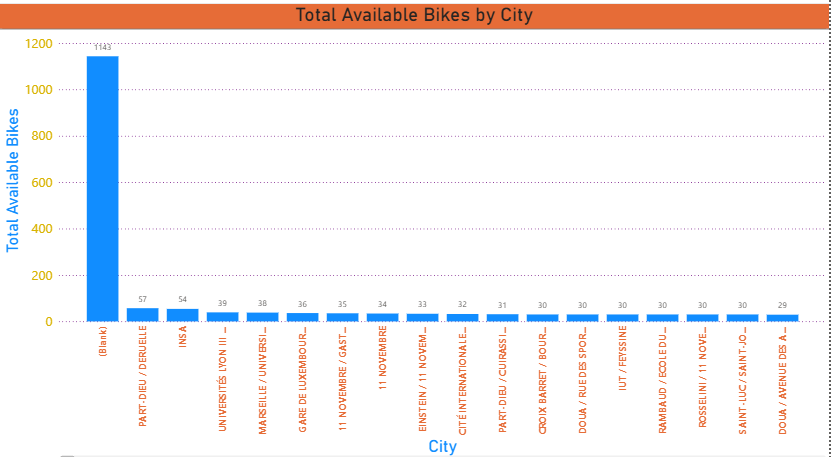 Total Available Bikes by City
Total Available Bikes
1200
1000
800
600
400
200
0
1143
57
54
39
38
36
35
34
33
32
31
30
30
30
30
30
30
29
(Blank)
PART-DIEU / DERUELLE
INSA
UNIVERSITÉS LYON III ...
MARSEILLE / UNIVERSI...
GARE DE LUXEMBOUR...
11 NOVEMBRE / GAST...
11 NOVEMBRE
EINSTEIN / 11 NOVEM...
CITÉ INTERNATIONALE...
PART-DIEU / CUIRASSI...
CROIX BARRET / BOUR...
DOUA / RUE DES SPOR...
IUT / FEYSSINE
RAMBAUD / ECOLE DU...
ROSSELINI / 11 NOVE...
SAINT-LUC / SAINT-JO...
DOUA / AVENUE DES A...
City